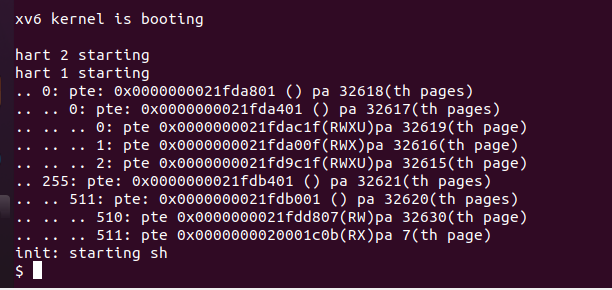 xv6 kernel is booting
hart 2 starting
hart 1 starting
.. 0: pte: 0x0000000021fda801 () pa 32618(th pages)
.. .. 0: pte: 0x0000000021fda401 () pa 32617(th pages)
.. .. .. 0: pte 0x0000000021fdac1f(RWXU)pa 32619(th page)
.. .. .. 1: pte 0x0000000021fda00f(RWX)pa 32616(th page)
.. .. .. 2: pte 0x0000000021fd9c1f(RWXU)pa 32615(th page)
.. 255: pte: 0x0000000021fdb401 () pa 32621(th pages)
.. .. 511: pte: 0x0000000021fdb001 () pa 32620(th pages)
.. .. .. 510: pte 0x0000000021fdd807(RW)pa 32630(th page)
.. .. .. 511: pte 0x0000000020001c0b(RX)pa 7(th page)
init: starting sh
$